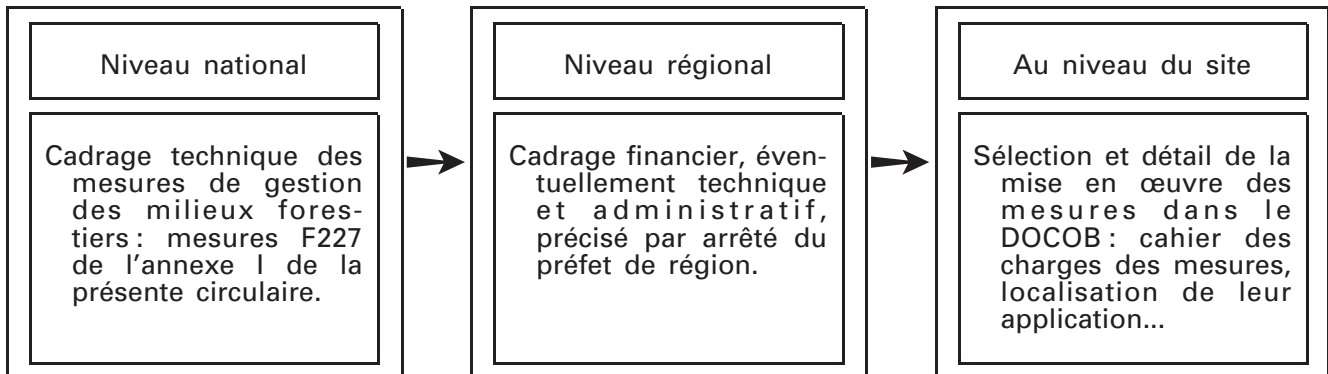 Niveau national
Cadrage technique des
mesures de gestion
des milieux fores-
tiers : mesures F227
de l'annexe I de la
présente circulaire.
Niveau régional
Cadrage financier, éven-
tuellement technique
et administratif,
précisé par arrêté du
préfet de région.
Au niveau du site
Sélection et détail de la
mise en œuvre des
mesures dans le
DOCOB : cahier des
charges des mesures,
localisation de leur
application...